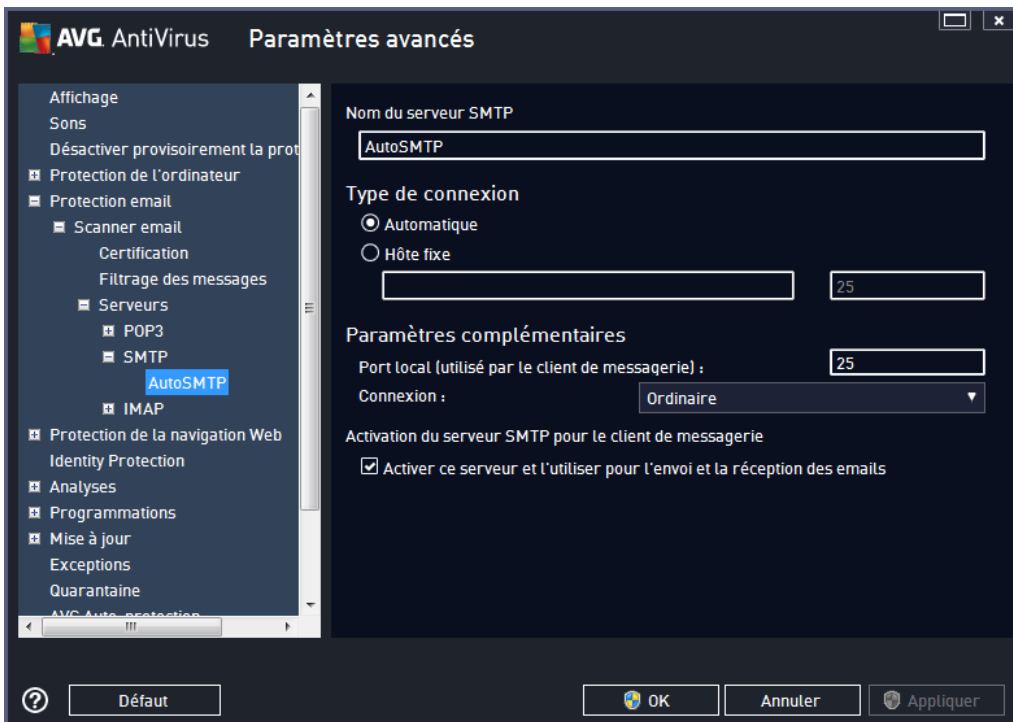 AVG. AntiVirus Paramètres avancés
Affichage
Sons
Désactiver provisoirement la prot
Protection de l'ordinateur
Protection email
Scanner email
Certification
Filtrage des messages
Serveurs
POP3
SMTP
AutoSMTP
IMAP
Protection de la navigation Web
Identity Protection
Analyses
Programmations
Mise à jour
Exceptions
Quarantaine
AVG Auto-protection
Nom du serveur SMTP
AutoSMTP
Type de connexion
Automatique
Hôte fixe
25
Paramètres complémentaires
Port local (utilisé par le client de messagerie) : 25
Connexion : Ordinaire
Activation du serveur SMTP pour le client de messagerie
Activer ce serveur et l'utiliser pour l'envoi et la réception des emails
? Défaut OK Annuler Appliquer